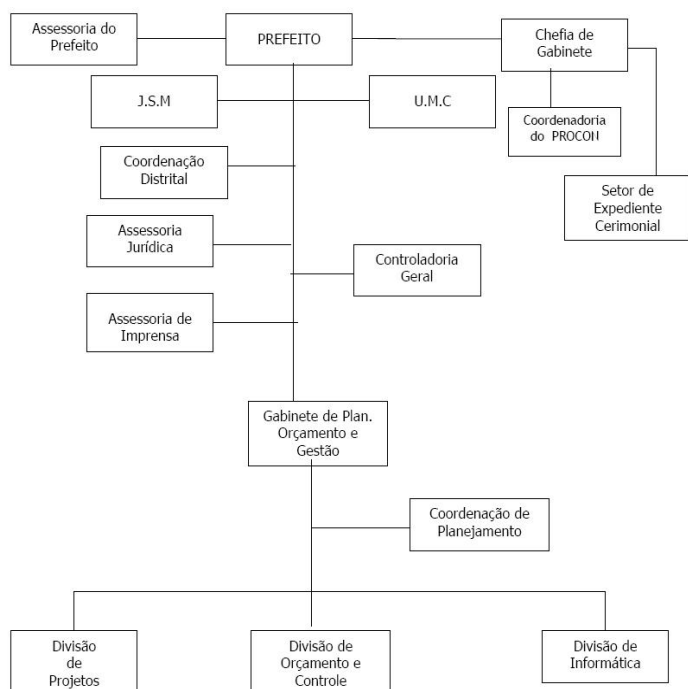 Assessoria do
Prefeito
PREFEITO
Chefia de
Gabinete
J.S.M
U.M.C
Coordenadoria
do PROCON
Coordenação
Distrital
Setor de
Expediente
Cerimonial
Assessoria
Jurídica
Controladoria
Geral
Assessoria de
Imprensa
Gabinete de Plan.
Orçamento e
Gestão
Coordenação de
Planejamento
Divisão
de
Projetos
Divisão de
Orçamento e
Controle
Divisão de
Informática